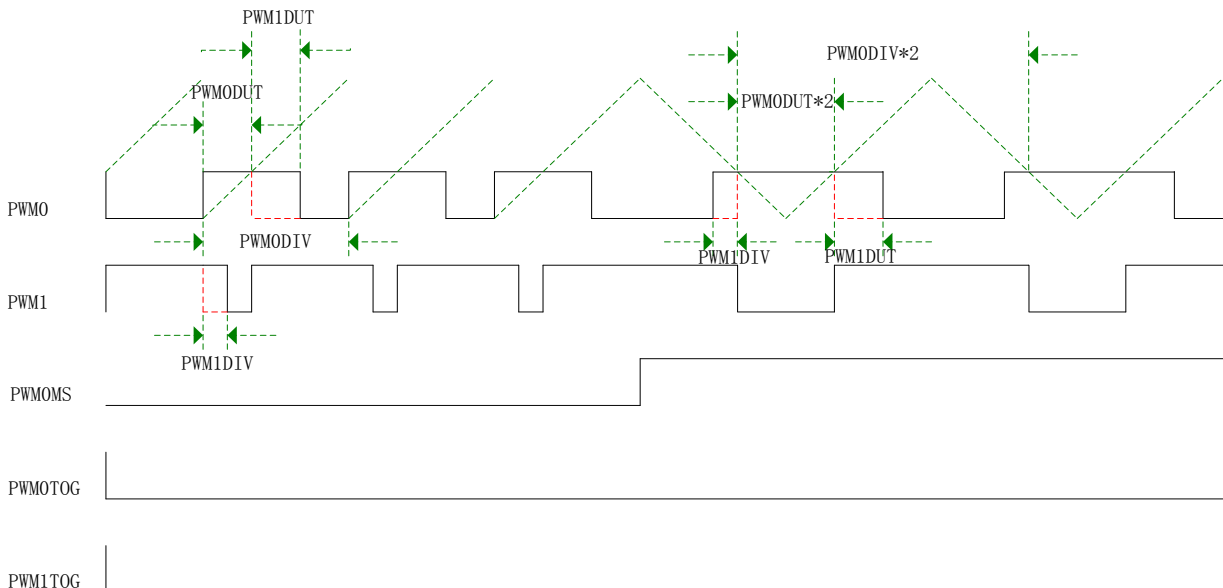 PWM1DUT
PWM0DIV*2
PWM0DUT
PWM0DUT*2
PWM0
PWM0DIV
PWM1DIV
PWM1DUT
PWM1
PWM1DIV
PWM0MS
PWM0TOG
PWM1TOG